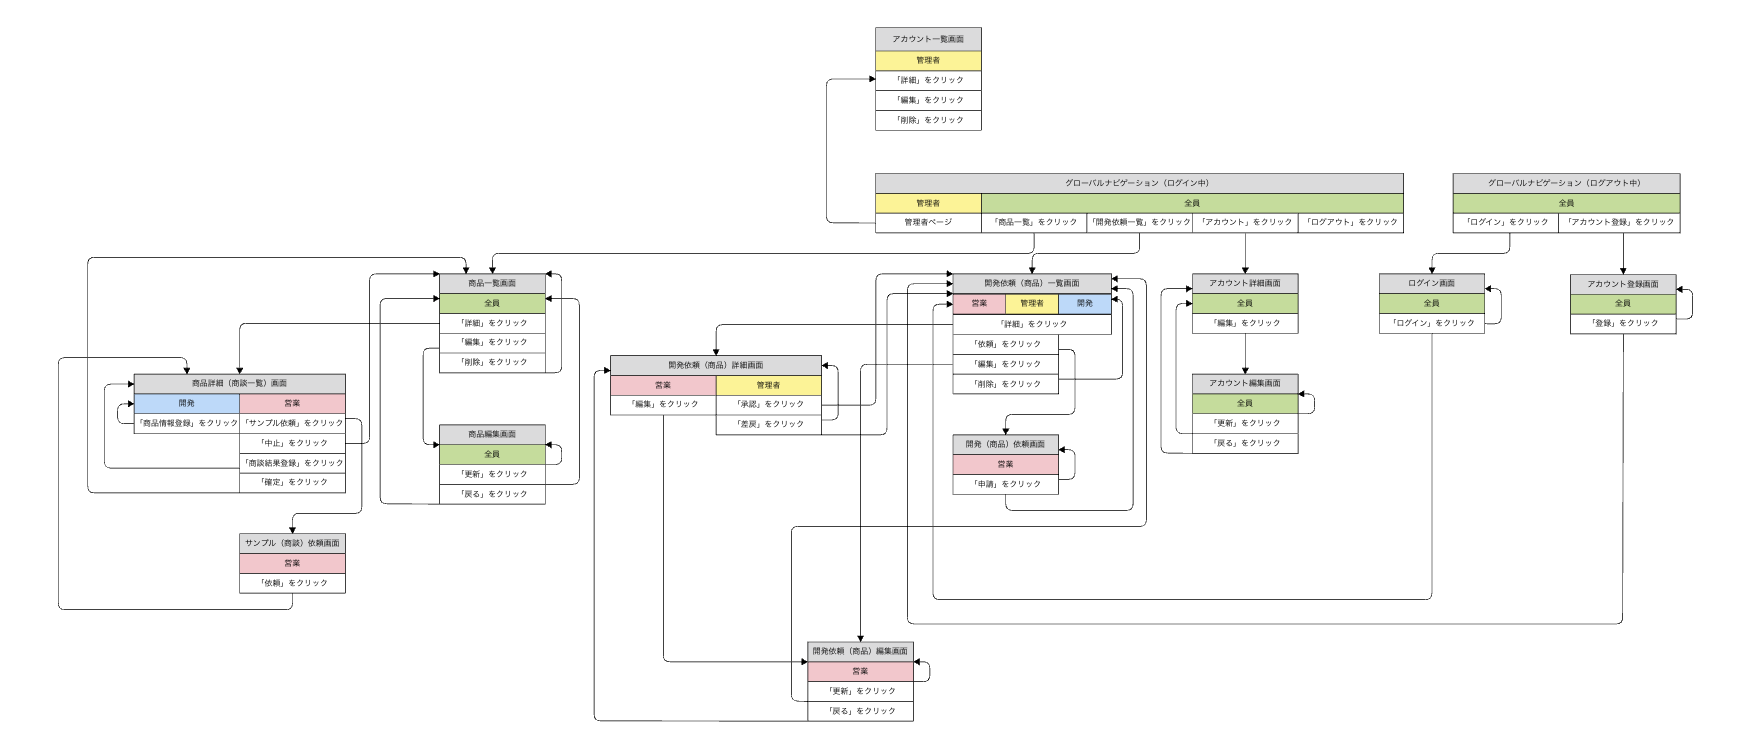 アカウント一覧画面
管理者
「詳細」をクリック
「編集」をクリック
「削除」をクリック
グローバルナビゲーション（ログイン中）
管理者
全員
管理者ページ
「商品一覧」をクリック
「開発依頼一覧」をクリック
「アカウント」をクリック
「ログアウト」をクリック
グローバルナビゲーション（ログアウト中）
全員
「ログイン」をクリック
「アカウント登録」をクリック
商品一覧画面
全員
「詳細」をクリック
「編集」をクリック
「削除」をクリック
開発依頼（商品）一覧画面
営業
管理者
開発
「詳細」をクリック
「依頼」をクリック
「編集」をクリック
「削除」をクリック
アカウント詳細画面
全員
「編集」をクリック
ログイン画面
全員
「ログイン」をクリック
アカウント登録画面
全員
「登録」をクリック
商品詳細（商談一覧）画面
開発
営業
「商品情報登録」をクリック
「サンプル依頼」をクリック
「中止」をクリック
「商談結果登録」をクリック
「確定」をクリック
商品編集画面
全員
「更新」をクリック
「戻る」をクリック
開発依頼（商品）詳細画面
営業
管理者
「編集」をクリック
「承認」をクリック
「差戻」をクリック
開発（商品）依頼画面
営業
「申請」をクリック
アカウント編集画面
全員
「更新」をクリック
「戻る」をクリック
サンプル（商談）依頼画面
営業
「依頼」をクリック
開発依頼（商品）編集画面
営業
「更新」をクリック
「戻る」をクリック